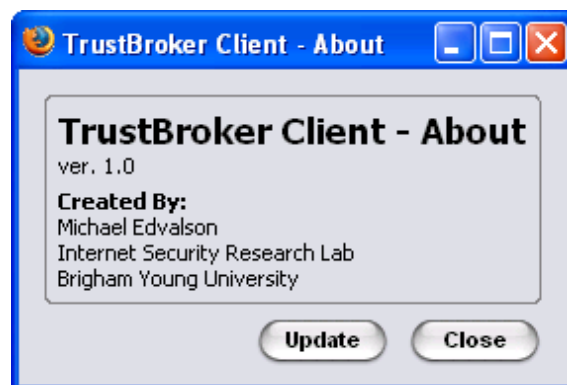 TrustBroker Client - About
TrustBroker Client - About
ver. 1.0
Created By:
Michael Edvalson
Internet Security Research Lab
Brigham Young University
Update
Close